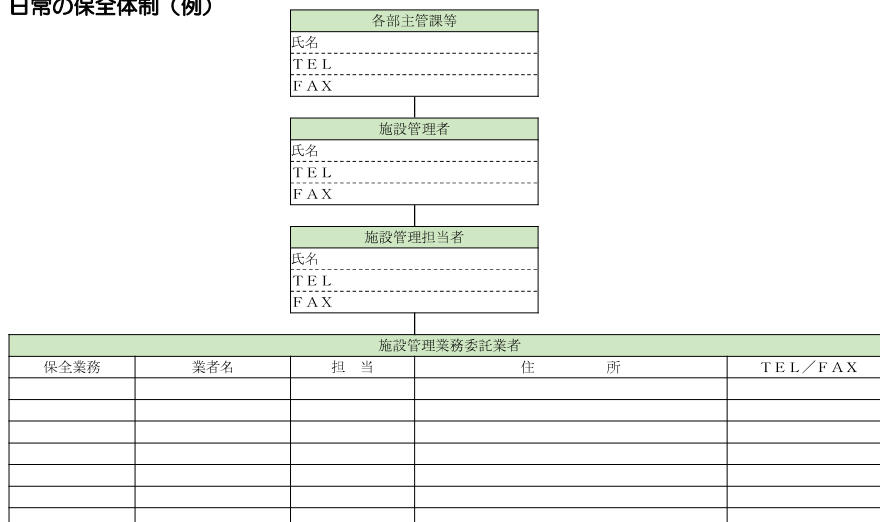 日常の保全体制（例）
各部主管課等
氏名
ＴＥＬ
ＦＡＸ
施設管理者
氏名
ＴＥＬ
ＦＡＸ
施設管理担当者
氏名
ＴＥＬ
ＦＡＸ
施設管理業務委託業者
保全業務　業者名　担　当　住　所　ＴＥＬ／ＦＡＸ